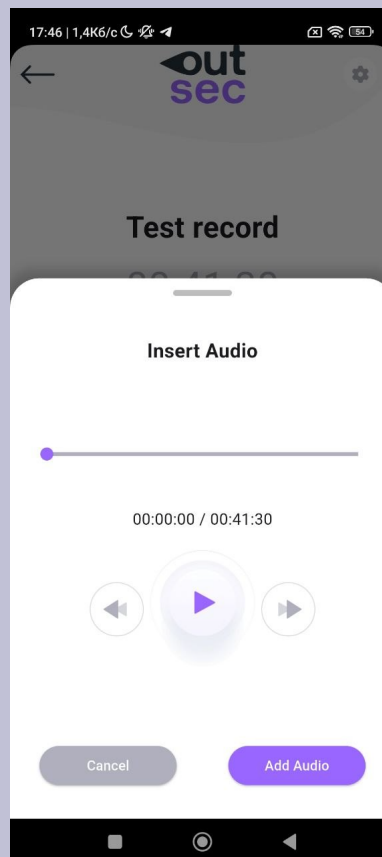 17:46 | 1,4Кб/с
54
out
sec
Test record
Insert Audio
00:00:00 / 00:41:30
Cancel
Add Audio